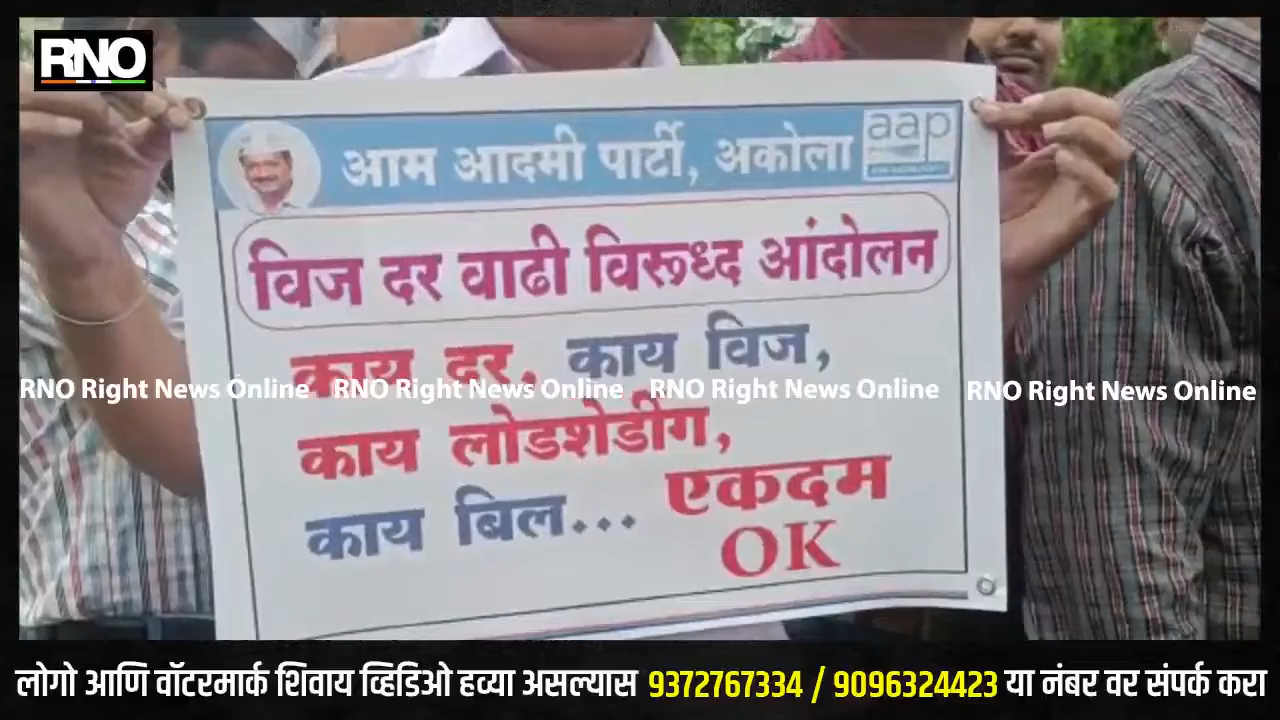 RNO
आम आदमी पार्टी, अकोला
aap
विज दर वाढी विरूध्द आंदोलन
काय दर, काय विज,
RNO Right News Online RNO Right News Online RNO Right News Online RNO Right News Online
काय लोडशेडींग,
काय बिल... एकदम
OK
लोगो आणि वॉटरमार्क शिवाय व्हिडिओ हव्या असल्यास 9372767334 / 9096324423 या नंबर वर संपर्क करा